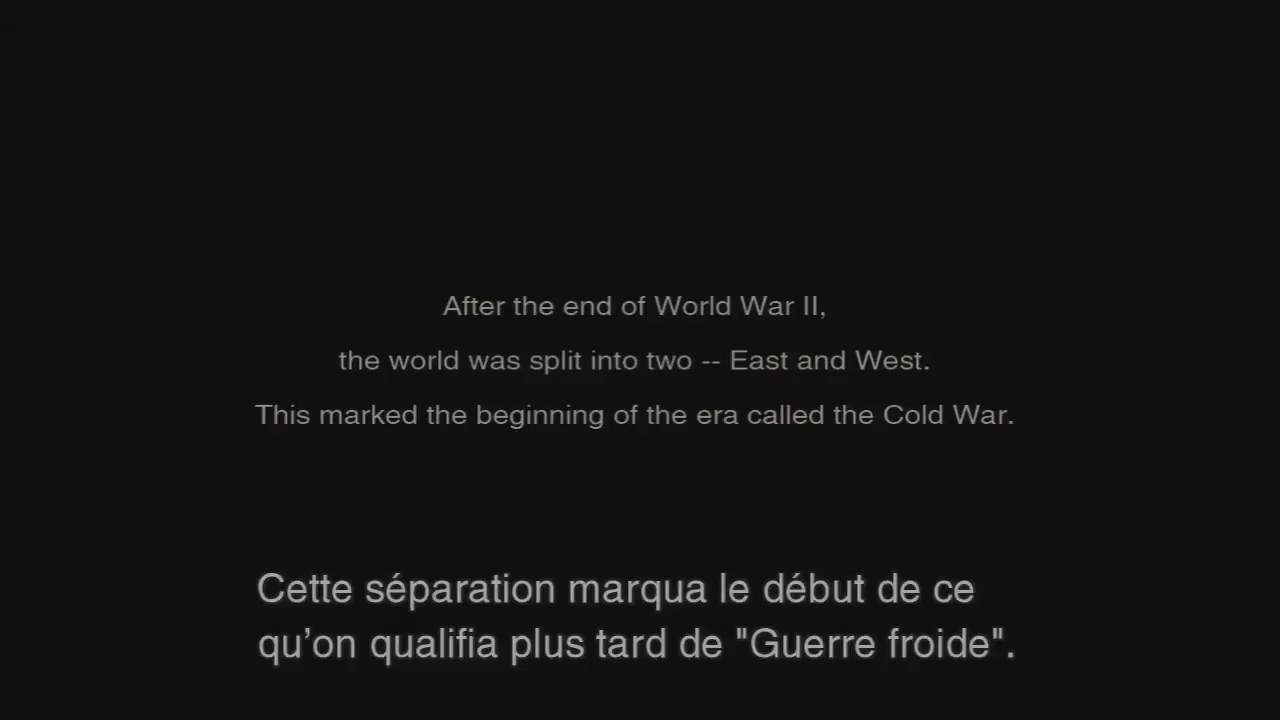 After the end of World War II,
the world was split into two -- East and West.
This marked the beginning of the era called the Cold War.
Cette séparation marqua le début de ce
qu’on qualifia plus tard de "Guerre froide".